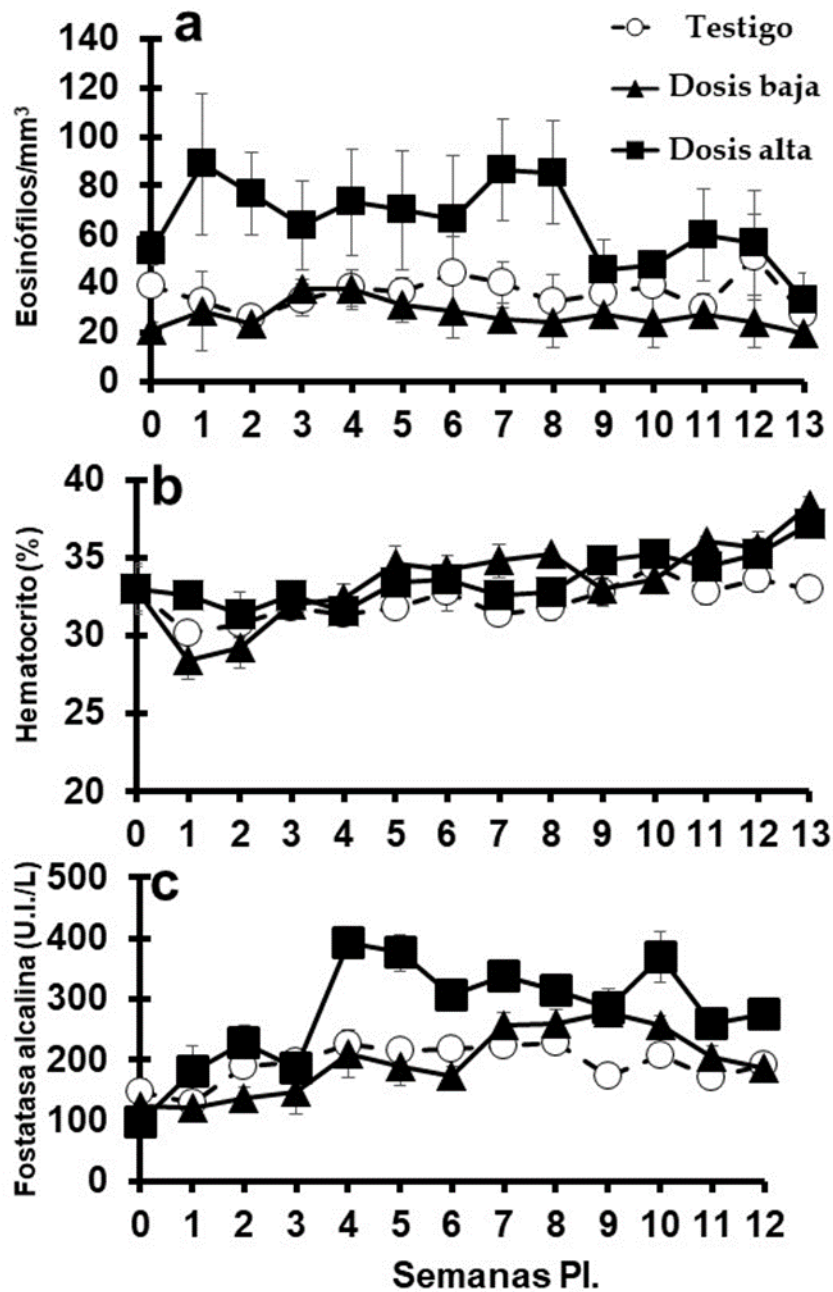 a
140
120
100
80
60
40
20
0
Eosinófilos/mm³
Testigo
Dosis baja
Dosis alta
0 1 2 3 4 5 6 7 8 9 10 11 12 13
b
40
35
30
25
20
Hematocrito (%)
0 1 2 3 4 5 6 7 8 9 10 11 12 13
c
500
400
300
200
100
0
Fostatasa alcalina (U.I./L)
0 1 2 3 4 5 6 7 8 9 10 11 12
Semanas PI.